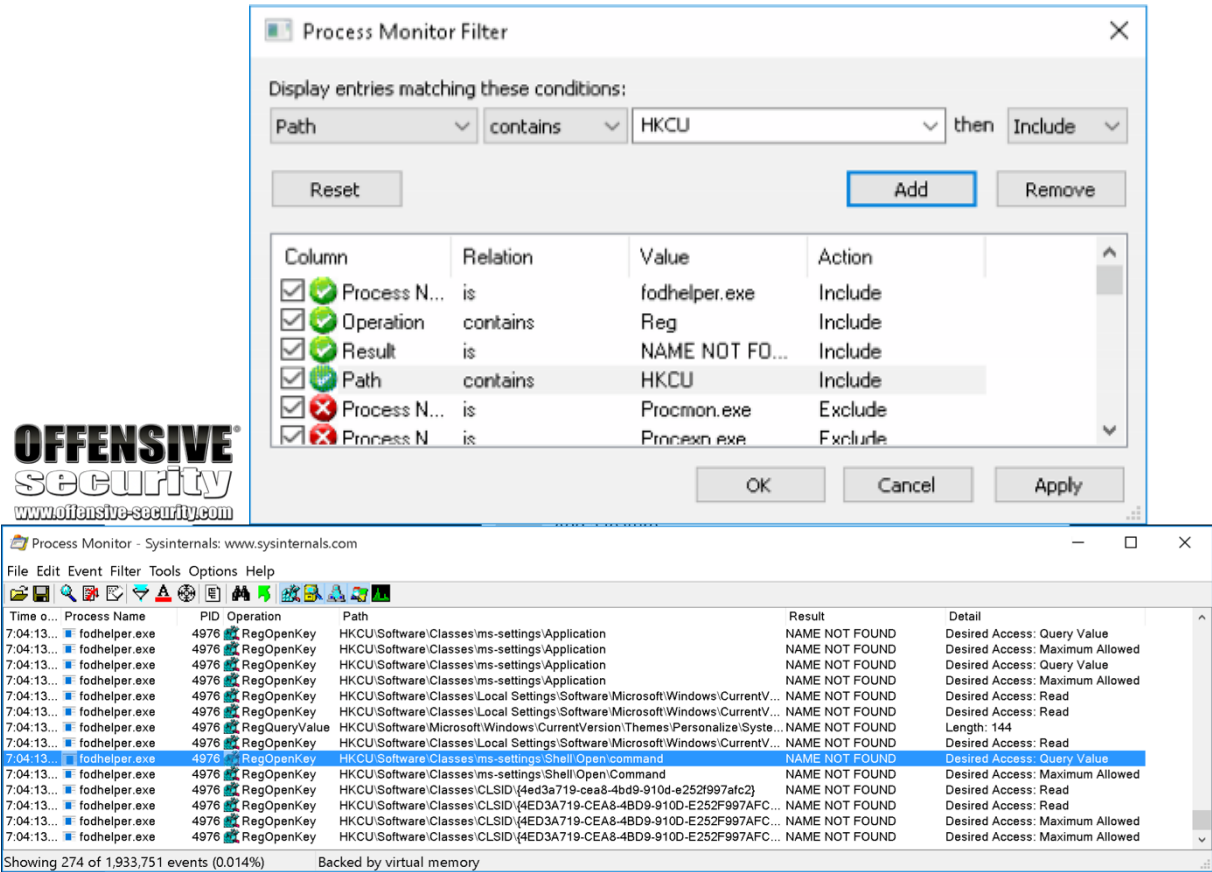 Process Monitor Filter
Display entries matching these conditions:
Path contains HKCU then Include
Reset Add Remove
Column Relation Value Action
Process N... is fodhelper.exe Include
Operation contains Reg Include
Result is NAME NOT FO... Include
Path contains HKCU Include
Process N... is Procmon.exe Exclude
Process N is Procexp.exe Exclude
OK Cancel Apply
OFFENSIVE®
security
www.offensive-security.com
Process Monitor - Sysinternals: www.sysinternals.com
File Edit Event Filter Tools Options Help
Time o... Process Name PID Operation Path Result Detail
7:04:13... fodhelper.exe 4976 RegOpenKey HKCU\Software\Classes\ms-settings\Application NAME NOT FOUND Desired Access: Query Value
7:04:13... fodhelper.exe 4976 RegOpenKey HKCU\Software\Classes\ms-settings\Application NAME NOT FOUND Desired Access: Maximum Allowed
7:04:13... fodhelper.exe 4976 RegOpenKey HKCU\Software\Classes\ms-settings\Application NAME NOT FOUND Desired Access: Query Value
7:04:13... fodhelper.exe 4976 RegOpenKey HKCU\Software\Classes\ms-settings\Application NAME NOT FOUND Desired Access: Maximum Allowed
7:04:13... fodhelper.exe 4976 RegOpenKey HKCU\Software\Classes\Local Settings\Software\Microsoft\Windows\CurrentV... NAME NOT FOUND Desired Access: Read
7:04:13... fodhelper.exe 4976 RegOpenKey HKCU\Software\Classes\Local Settings\Software\Microsoft\Windows\CurrentV... NAME NOT FOUND Desired Access: Read
7:04:13... fodhelper.exe 4976 RegQueryValue HKCU\Software\Microsoft\Windows\CurrentVersion\Themes\Personalize\Syste... NAME NOT FOUND Length: 144
7:04:13... fodhelper.exe 4976 RegOpenKey HKCU\Software\Classes\Local Settings\Software\Microsoft\Windows\CurrentV... NAME NOT FOUND Desired Access: Read
7:04:13... fodhelper.exe 4976 RegOpenKey HKCU\Software\Classes\ms-settings\Shell\Open\command NAME NOT FOUND Desired Access: Query Value
7:04:13... fodhelper.exe 4976 RegOpenKey HKCU\Software\Classes\ms-settings\Shell\Open\Command NAME NOT FOUND Desired Access: Maximum Allowed
7:04:13... fodhelper.exe 4976 RegOpenKey HKCU\Software\Classes\CLSID\{4ed3a719-cea8-4bd9-910d-e252f997afc2} NAME NOT FOUND Desired Access: Read
7:04:13... fodhelper.exe 4976 RegOpenKey HKCU\Software\Classes\CLSID\{4ED3A719-CEA8-4BD9-910D-E252F997AFC... NAME NOT FOUND Desired Access: Read
7:04:13... fodhelper.exe 4976 RegOpenKey HKCU\Software\Classes\CLSID\{4ED3A719-CEA8-4BD9-910D-E252F997AFC... NAME NOT FOUND Desired Access: Maximum Allowed
7:04:13... fodhelper.exe 4976 RegOpenKey HKCU\Software\Classes\CLSID\{4ED3A719-CEA8-4BD9-910D-E252F997AFC... NAME NOT FOUND Desired Access: Maximum Allowed
Showing 274 of 1,933,751 events (0.014%) Backed by virtual memory